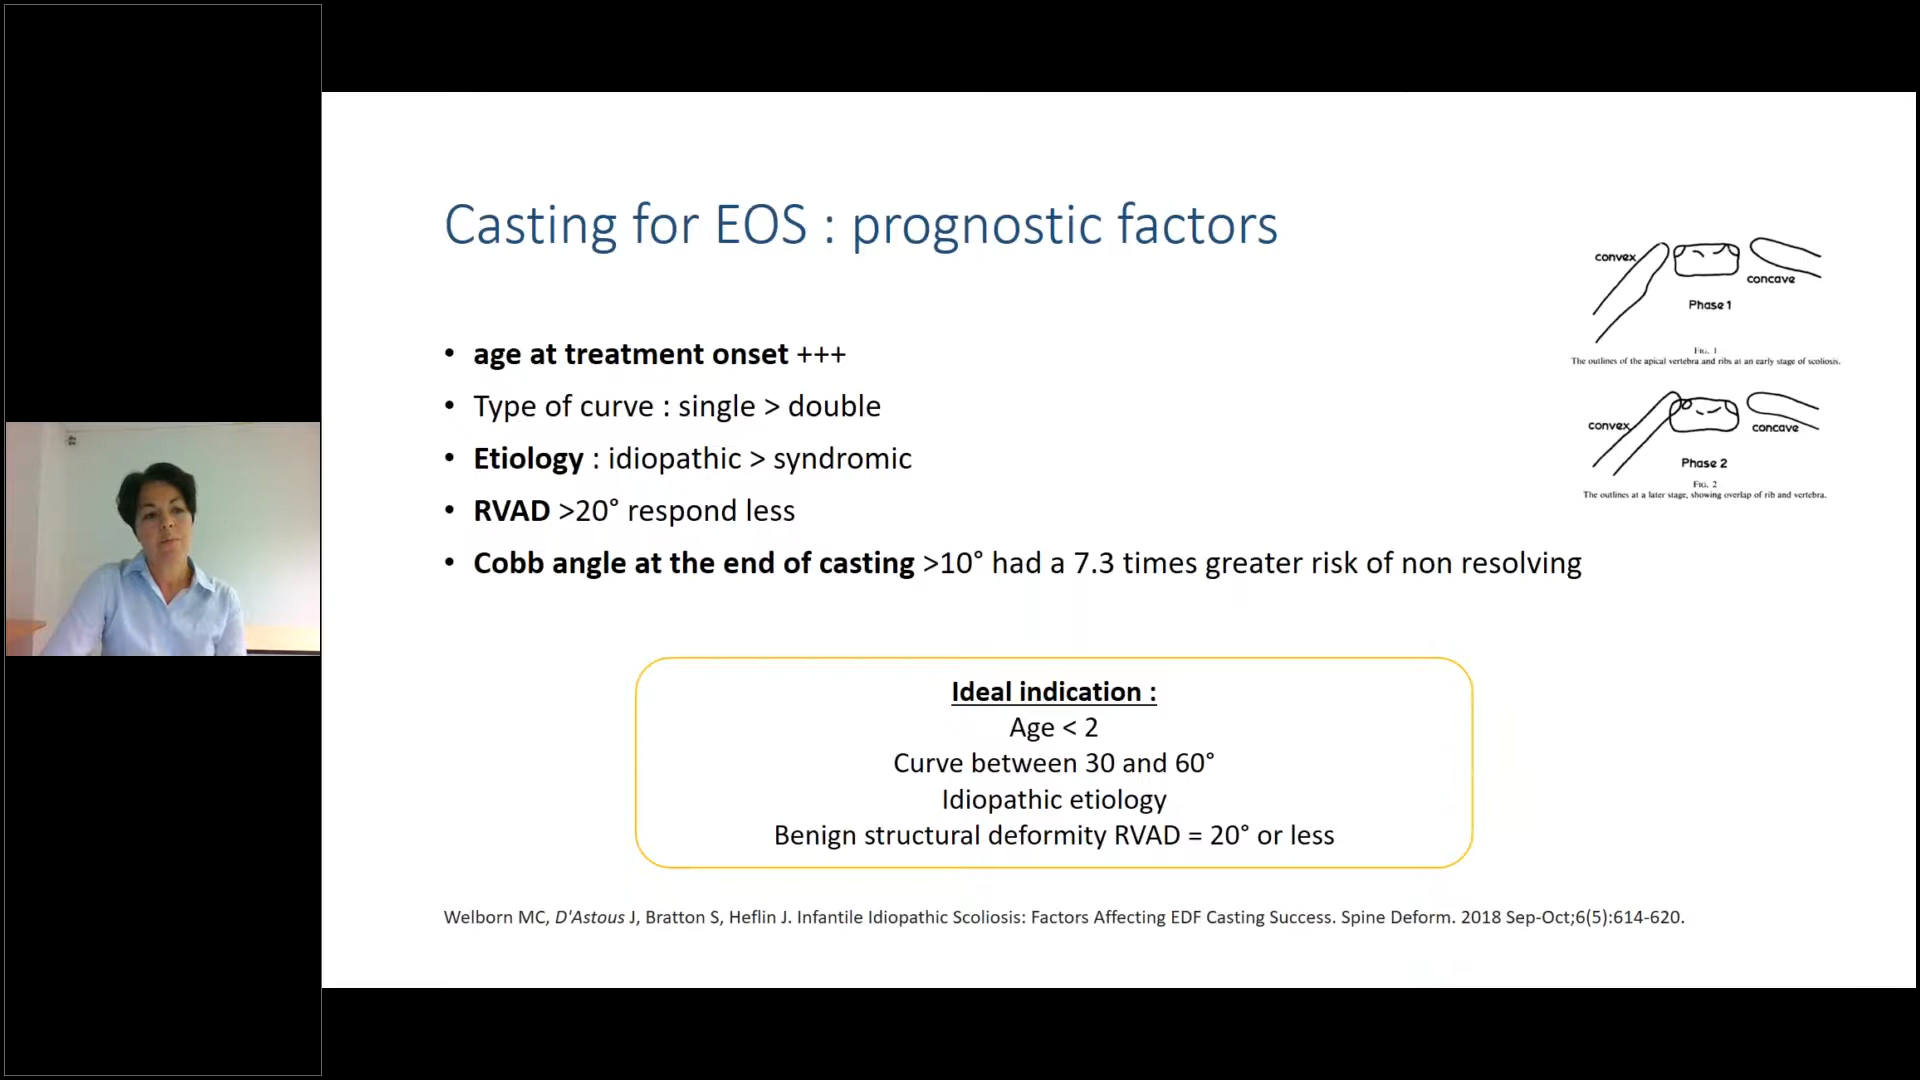 Casting for EOS : prognostic factors
• age at treatment onset +++
• Type of curve : single > double
• Etiology : idiopathic > syndromic
• RVAD >20° respond less
• Cobb angle at the end of casting >10° had a 7.3 times greater risk of non resolving
convex
concave
Phase 1
FIG. 1
The outlines of the apical vertebra and ribs at an early stage of scoliosis.
convex
concave
Phase 2
FIG. 2
The outlines at a later stage, showing overlap of rib and vertebra.
Ideal indication :
Age < 2
Curve between 30 and 60°
Idiopathic etiology
Benign structural deformity RVAD = 20° or less
Welborn MC, D'Astous J, Bratton S, Heflin J. Infantile Idiopathic Scoliosis: Factors Affecting EDF Casting Success. Spine Deform. 2018 Sep-Oct;6(5):614-620.